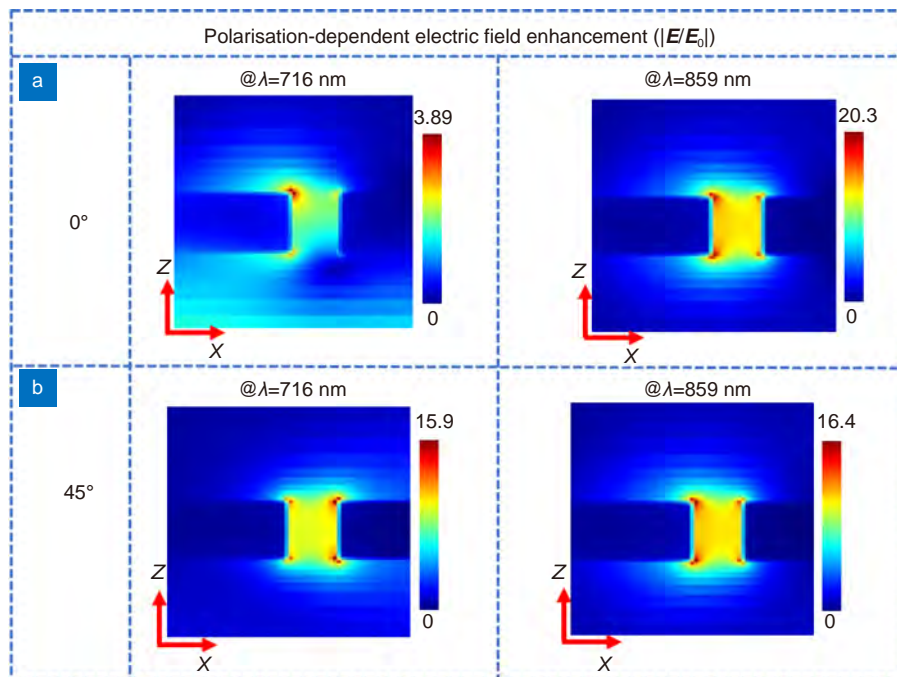 Polarisation-dependent electric field enhancement (|E/E₀|)
a
@λ=716 nm
@λ=859 nm
0°
3.89
0
Z
X
20.3
0
Z
X
b
@λ=716 nm
@λ=859 nm
45°
15.9
0
Z
X
16.4
0
Z
X